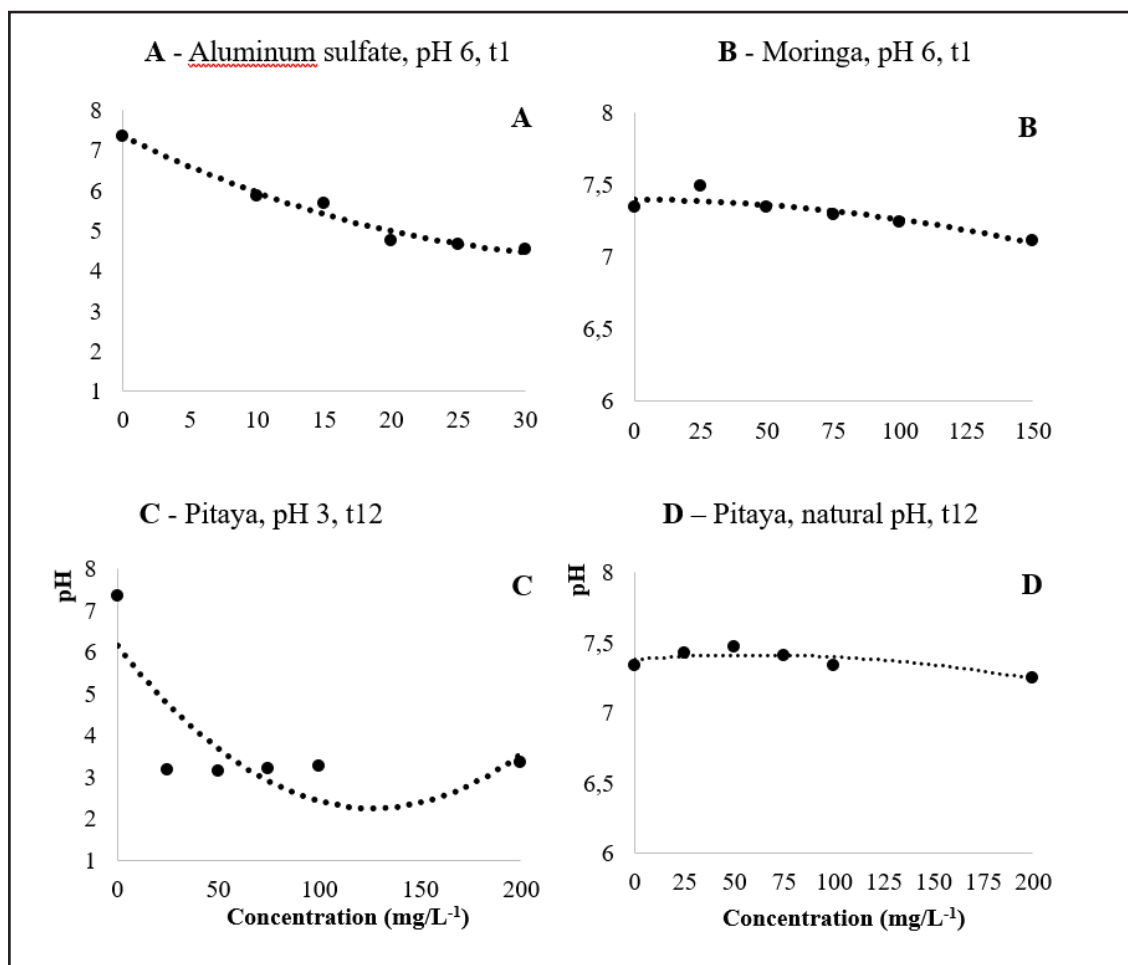 A - Aluminum sulfate, pH 6, t1
A
8
7
6
5
4
3
2
1
0 5 10 15 20 25 30
B - Moringa, pH 6, t1
B
8
7,5
7
6,5
6
0 25 50 75 100 125 150
C - Pitaya, pH 3, t12
C
pH
8
7
6
5
4
3
2
1
0 50 100 150 200
Concentration (mg/L⁻¹)
D – Pitaya, natural pH, t12
D
pH
8
7,5
7
6,5
6
0 25 50 75 100 125 150 175 200
Concentration (mg/L⁻¹)